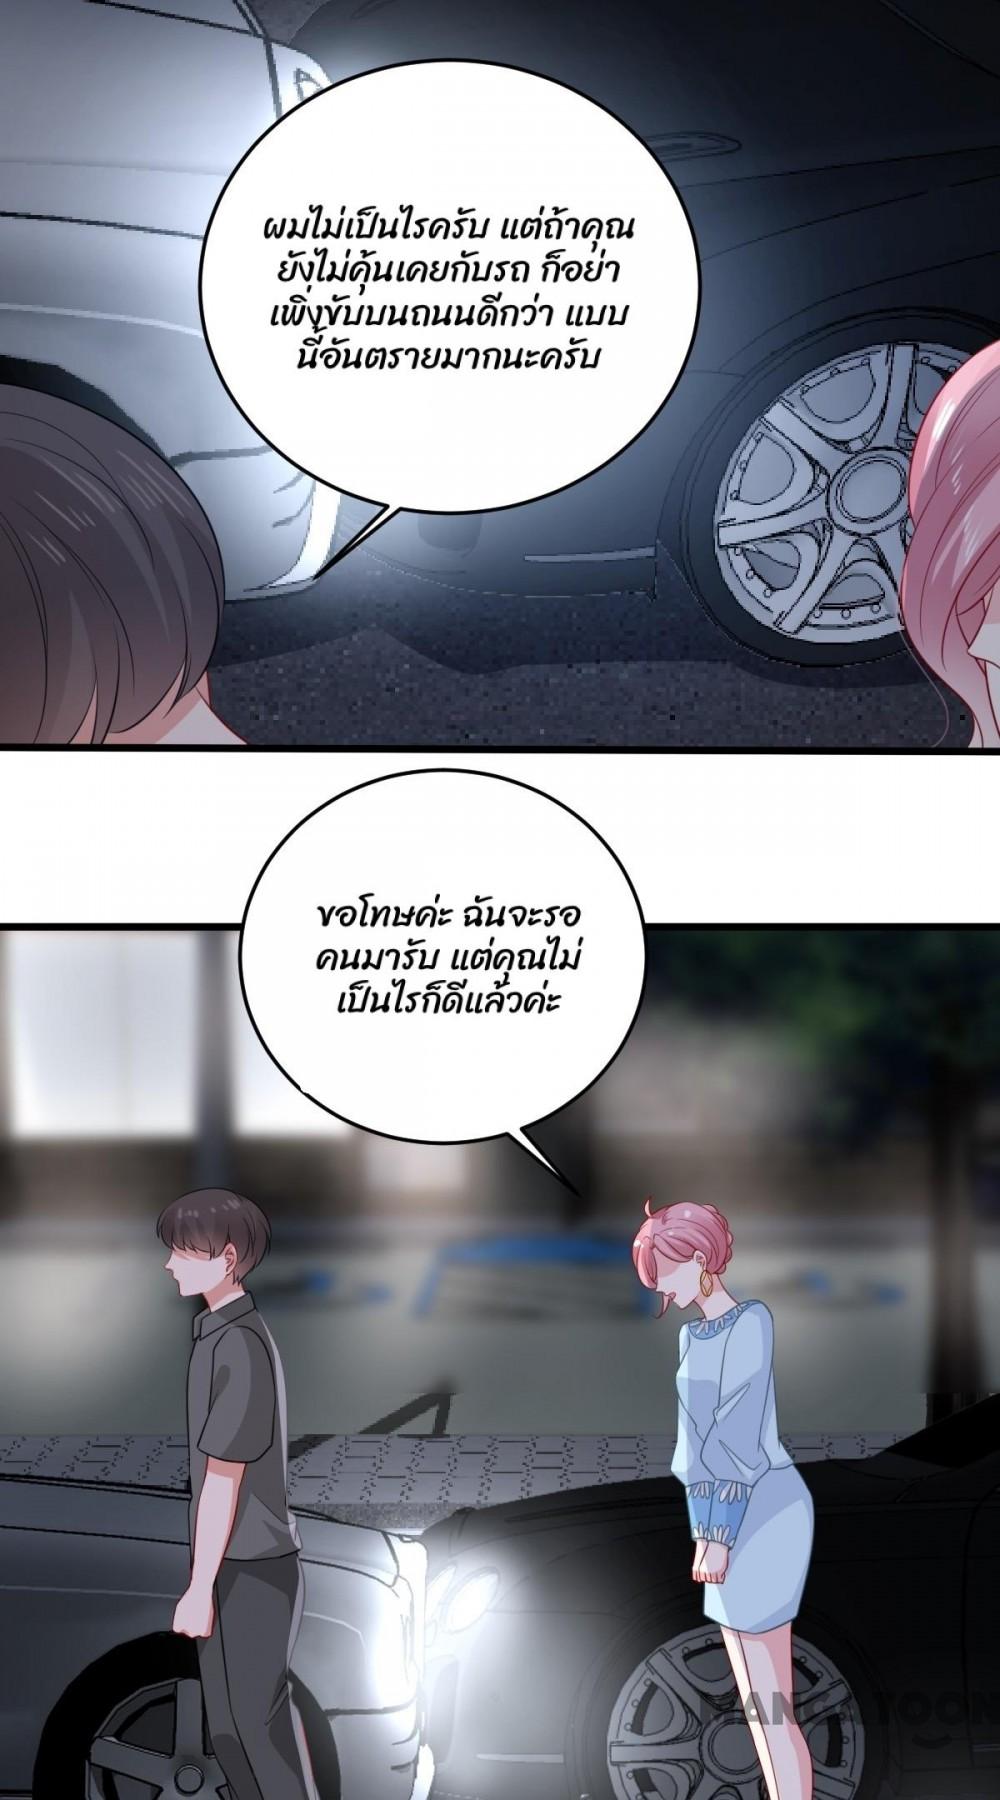 ผมไม่เป็นไรครับ แต่ถ้าคุณ
ยังไม่คุ้นเคยกับรถ ก็อย่า
เพิ่งขับบนถนนดีกว่า แบบ
นี้อันตรายมากนะครับ
ขอโทษค่ะ ฉันจะรอ
คนมารับ แต่คุณไม่
เป็นไรก็ดีแล้วค่ะ
MANGATOON